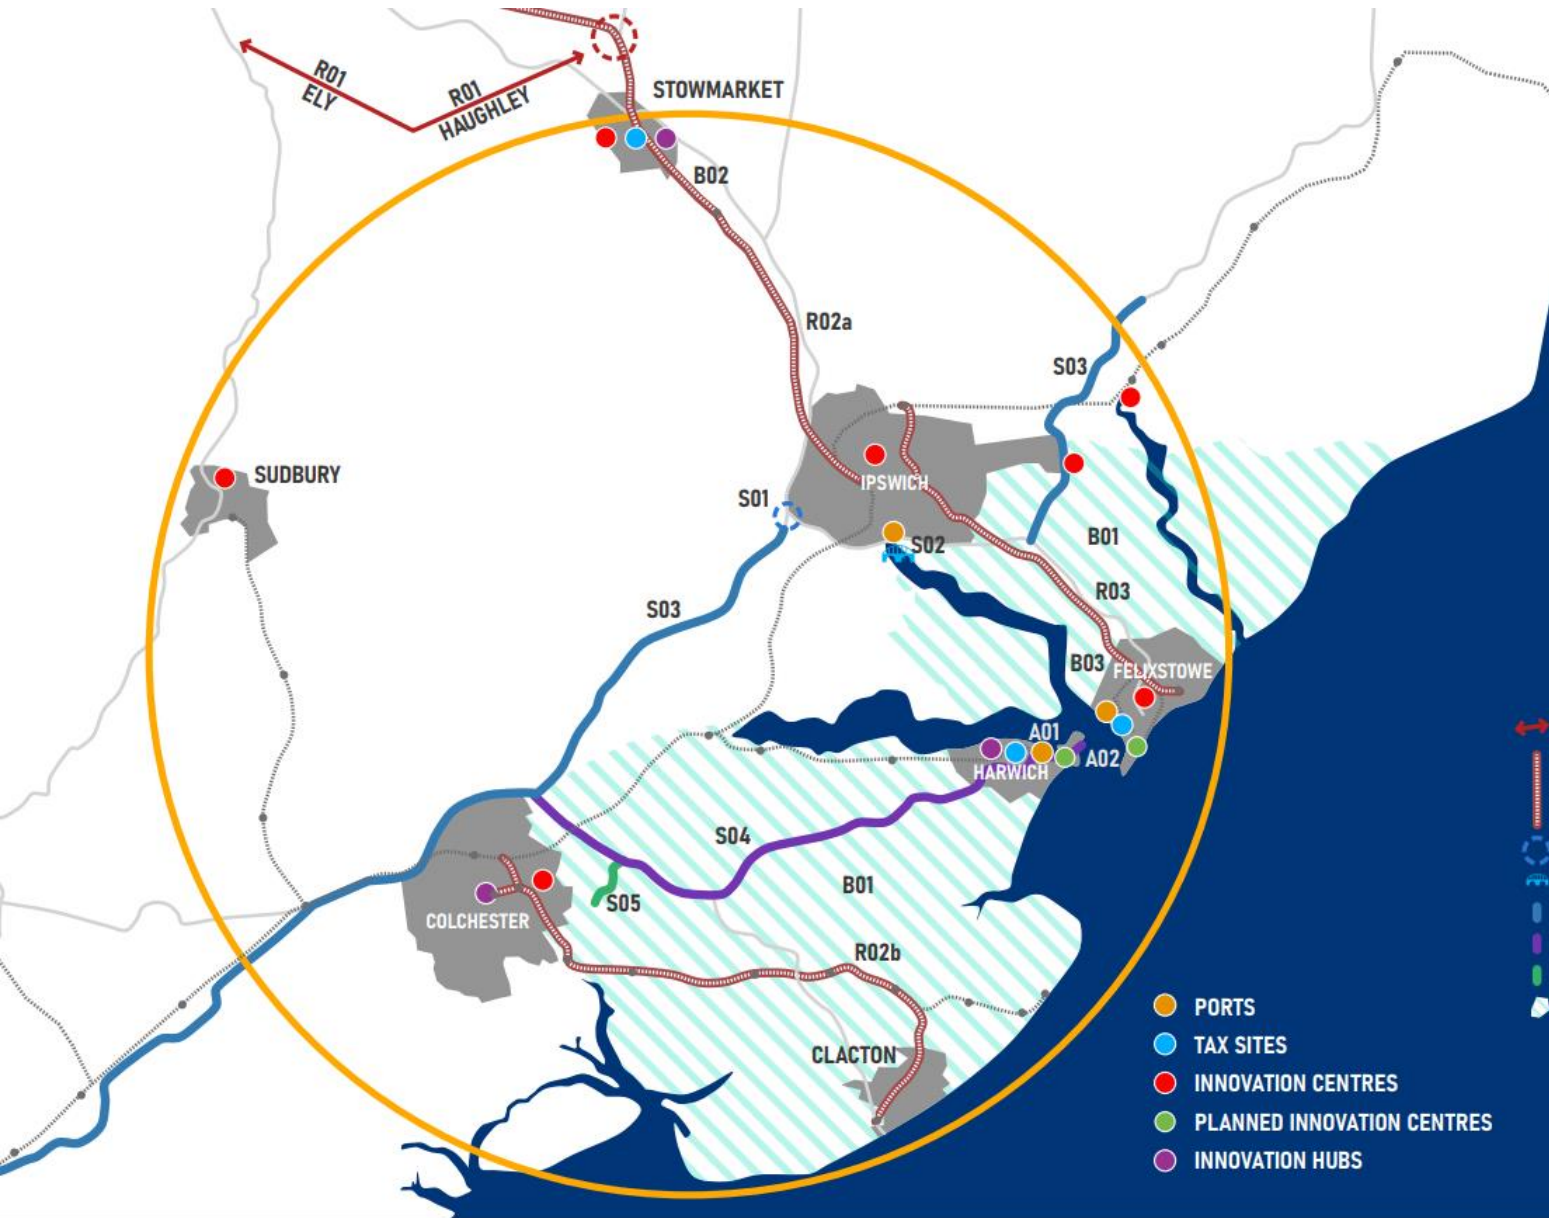 R01
ELY
R01
HAUGHLEY
STOWMARKET
B02
R02a
S03
SUDBURY
IPSWICH
S01
S02
B01
S03
R03
B03
FELIXSTOWE
A01
A02
HARWICH
S04
B01
S05
COLCHESTER
R02b
CLACTON
PORTS
TAX SITES
INNOVATION CENTRES
PLANNED INNOVATION CENTRES
INNOVATION HUBS